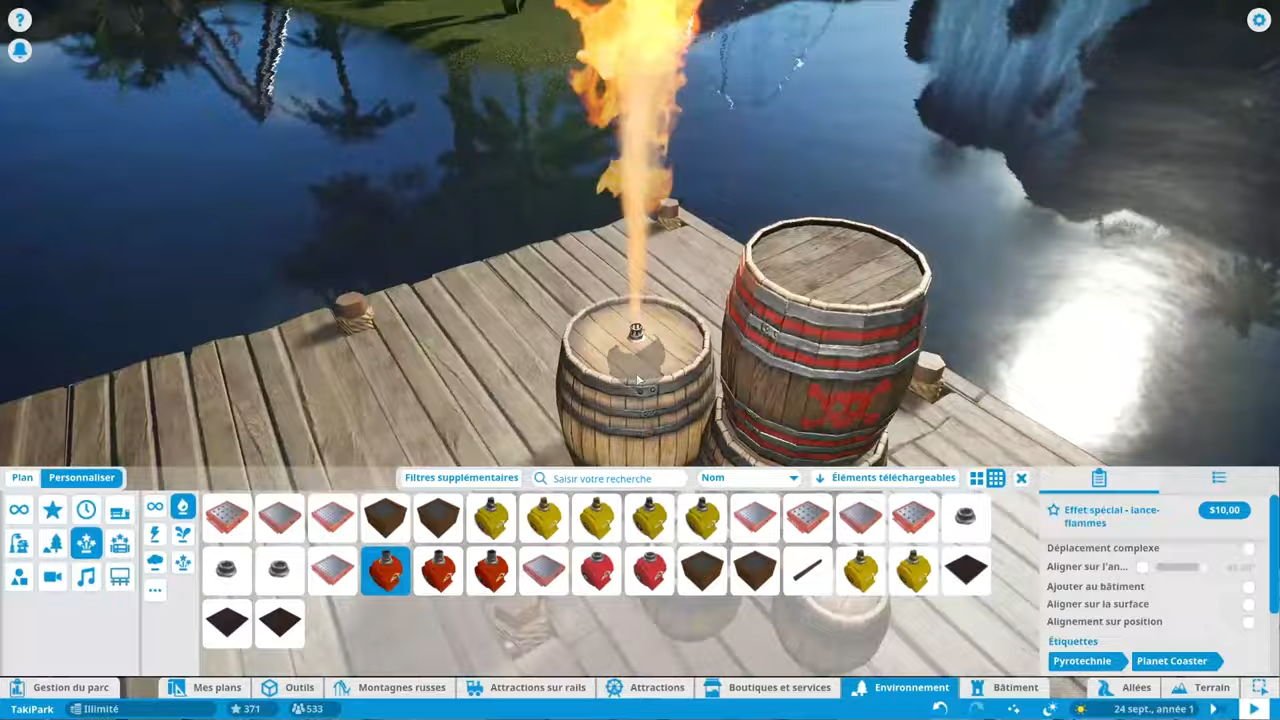 Plan
Personnaliser
Filtres supplémentaires
Saisir votre recherche
Nom
Éléments téléchargeables
Effet spécial - lance-
flammes
$10,00
Déplacement complexe
Aligner sur l'an...
Ajouter au bâtiment
Aligner sur la surface
Alignement sur position
Étiquettes
Pyrotechnie
Planet Coaster
Gestion du parc
Mes plans
Outils
Montagnes russes
Attractions sur rails
Attractions
Boutiques et services
Environnement
Bâtiment
Allées
Terrain
TakiPark
Illimité
371
533
24 sept., année 1